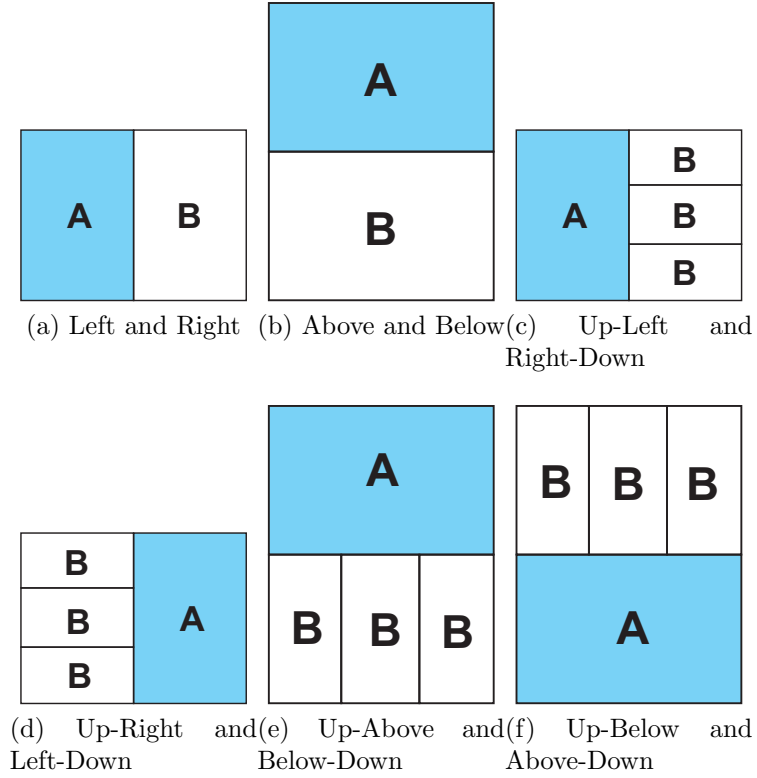 A
B
(a) Left and Right
A
B
(b) Above and Below
A
B
B
B
(c) Up-Left and
Right-Down
B
B
B
A
(d) Up-Right and
Left-Down
A
B B B
(e) Up-Above and
Below-Down
B B B
A
(f) Up-Below and
Above-Down